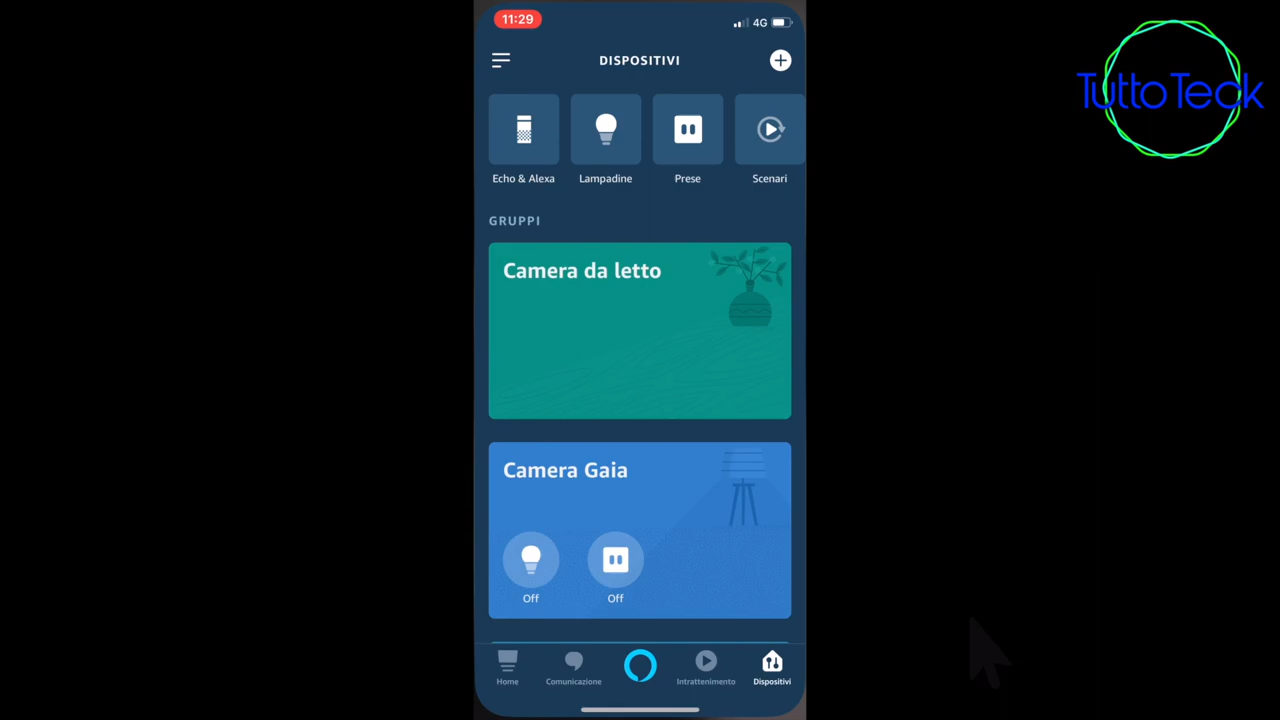 11:29
4G
DISPOSITIVI
Echo & Alexa
Lampadine
Prese
Scenari
GRUPPI
Camera da letto
Camera Gaia
Off
Off
Home
Comunicazione
Intrattenimento
Dispositivi
TuttoTeck